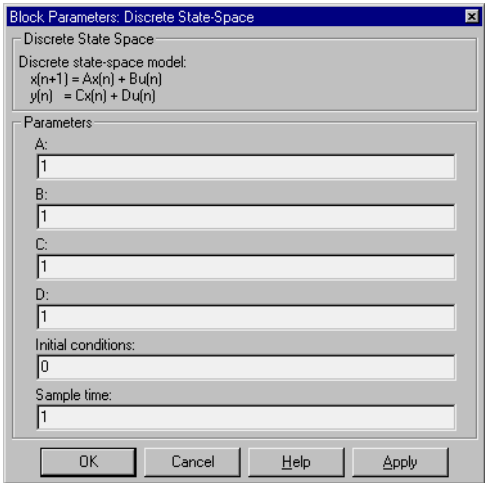 Block Parameters: Discrete State-Space
Discrete State Space
Discrete state-space model:
x(n+1) = Ax(n) + Bu(n)
y(n) = Cx(n) + Du(n)
Parameters
A:
1
B:
1
C:
1
D:
1
Initial conditions:
0
Sample time:
1
OK Cancel Help Apply